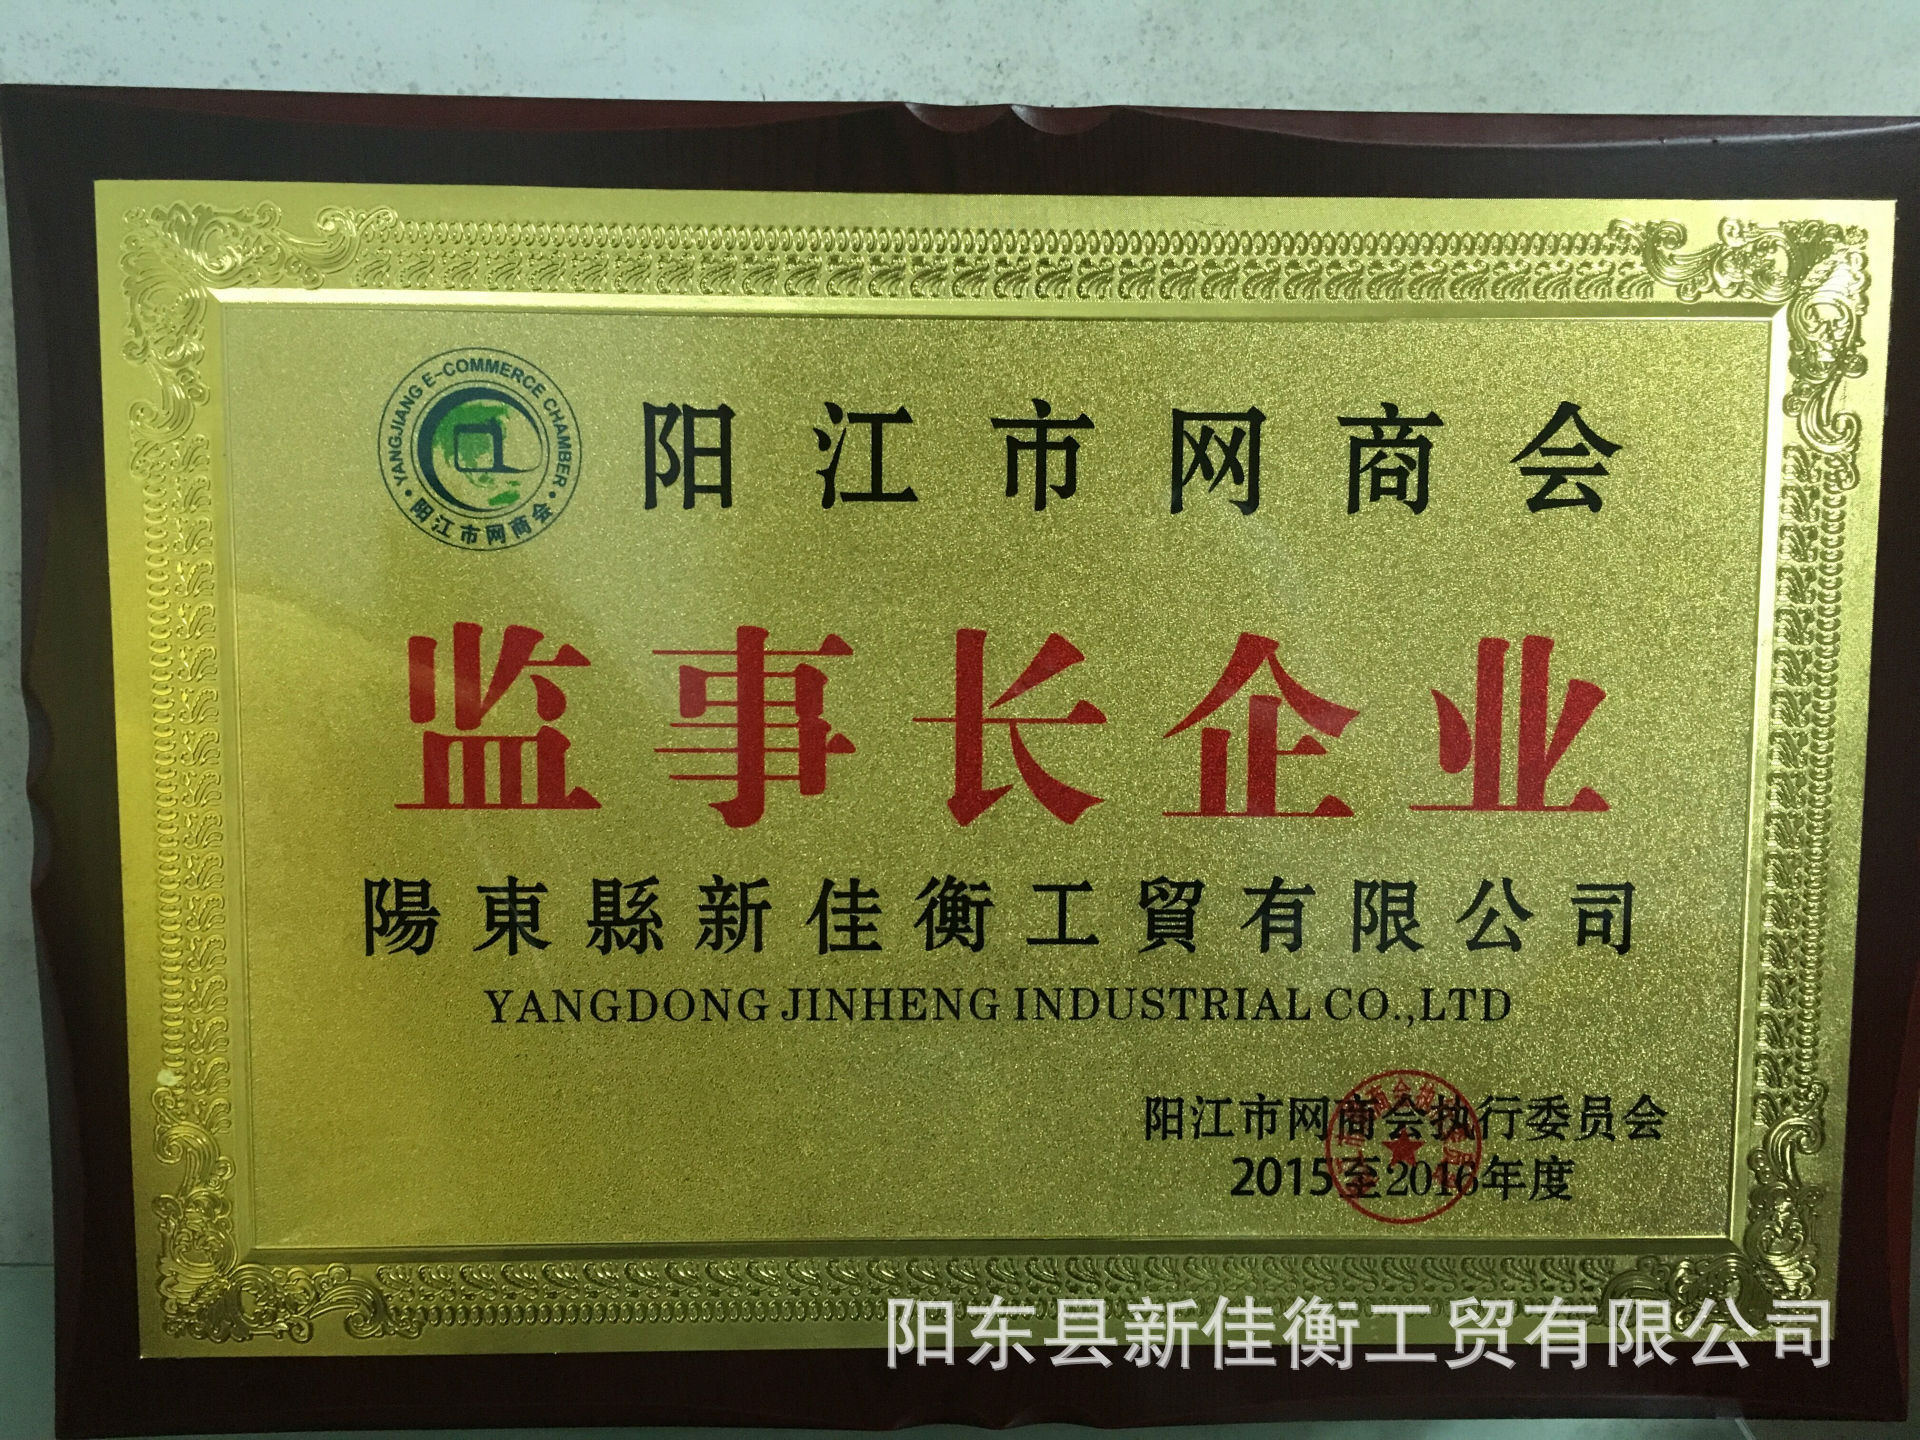 YANGJIANG E-COMMERCE CHAMBER
阳江市网商会
阳江市网商会
监事长企业
陽東縣新佳衡工貿有限公司
YANGDONG JINHENG INDUSTRIAL CO.,LTD
阳江市网商会执行委员会
2015至2016年度
阳东县新佳衡工贸有限公司